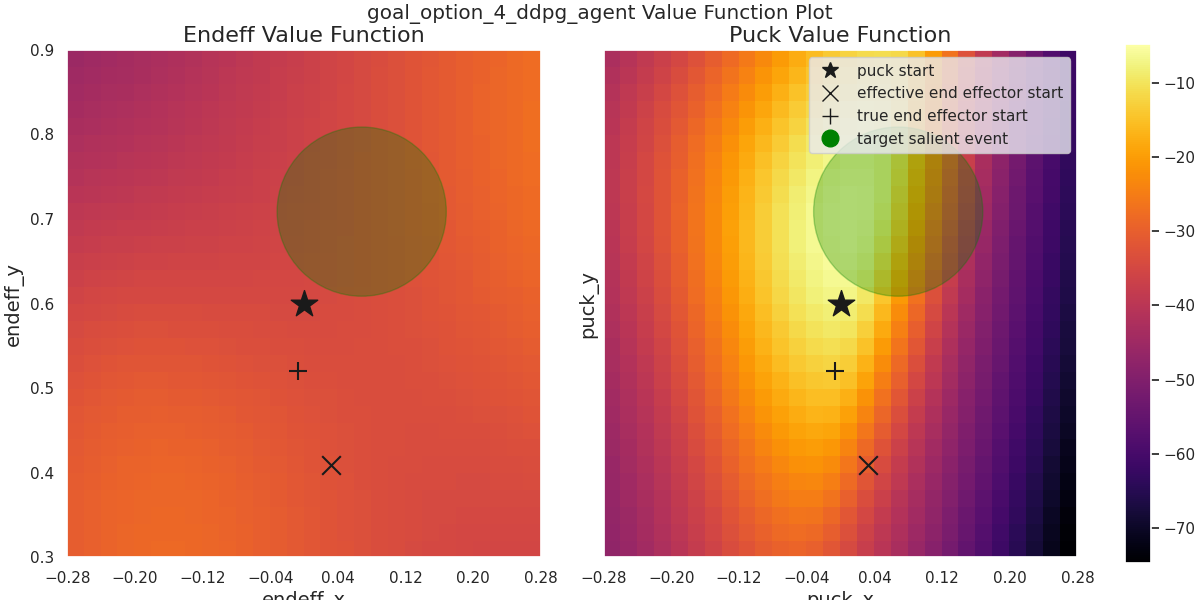 goal_option_4_ddpg_agent Value Function Plot
Endeff Value Function
Puck Value Function
endeff_y
0.9
0.8
0.7
0.6
0.5
0.4
0.3
−0.28 −0.20 −0.12 −0.04 0.04 0.12 0.20 0.28
endeff_x
puck_y
puck start
effective end effector start
true end effector start
target salient event
−0.28 −0.20 −0.12 −0.04 0.04 0.12 0.20 0.28
puck_x
−10
−20
−30
−40
−50
−60
−70